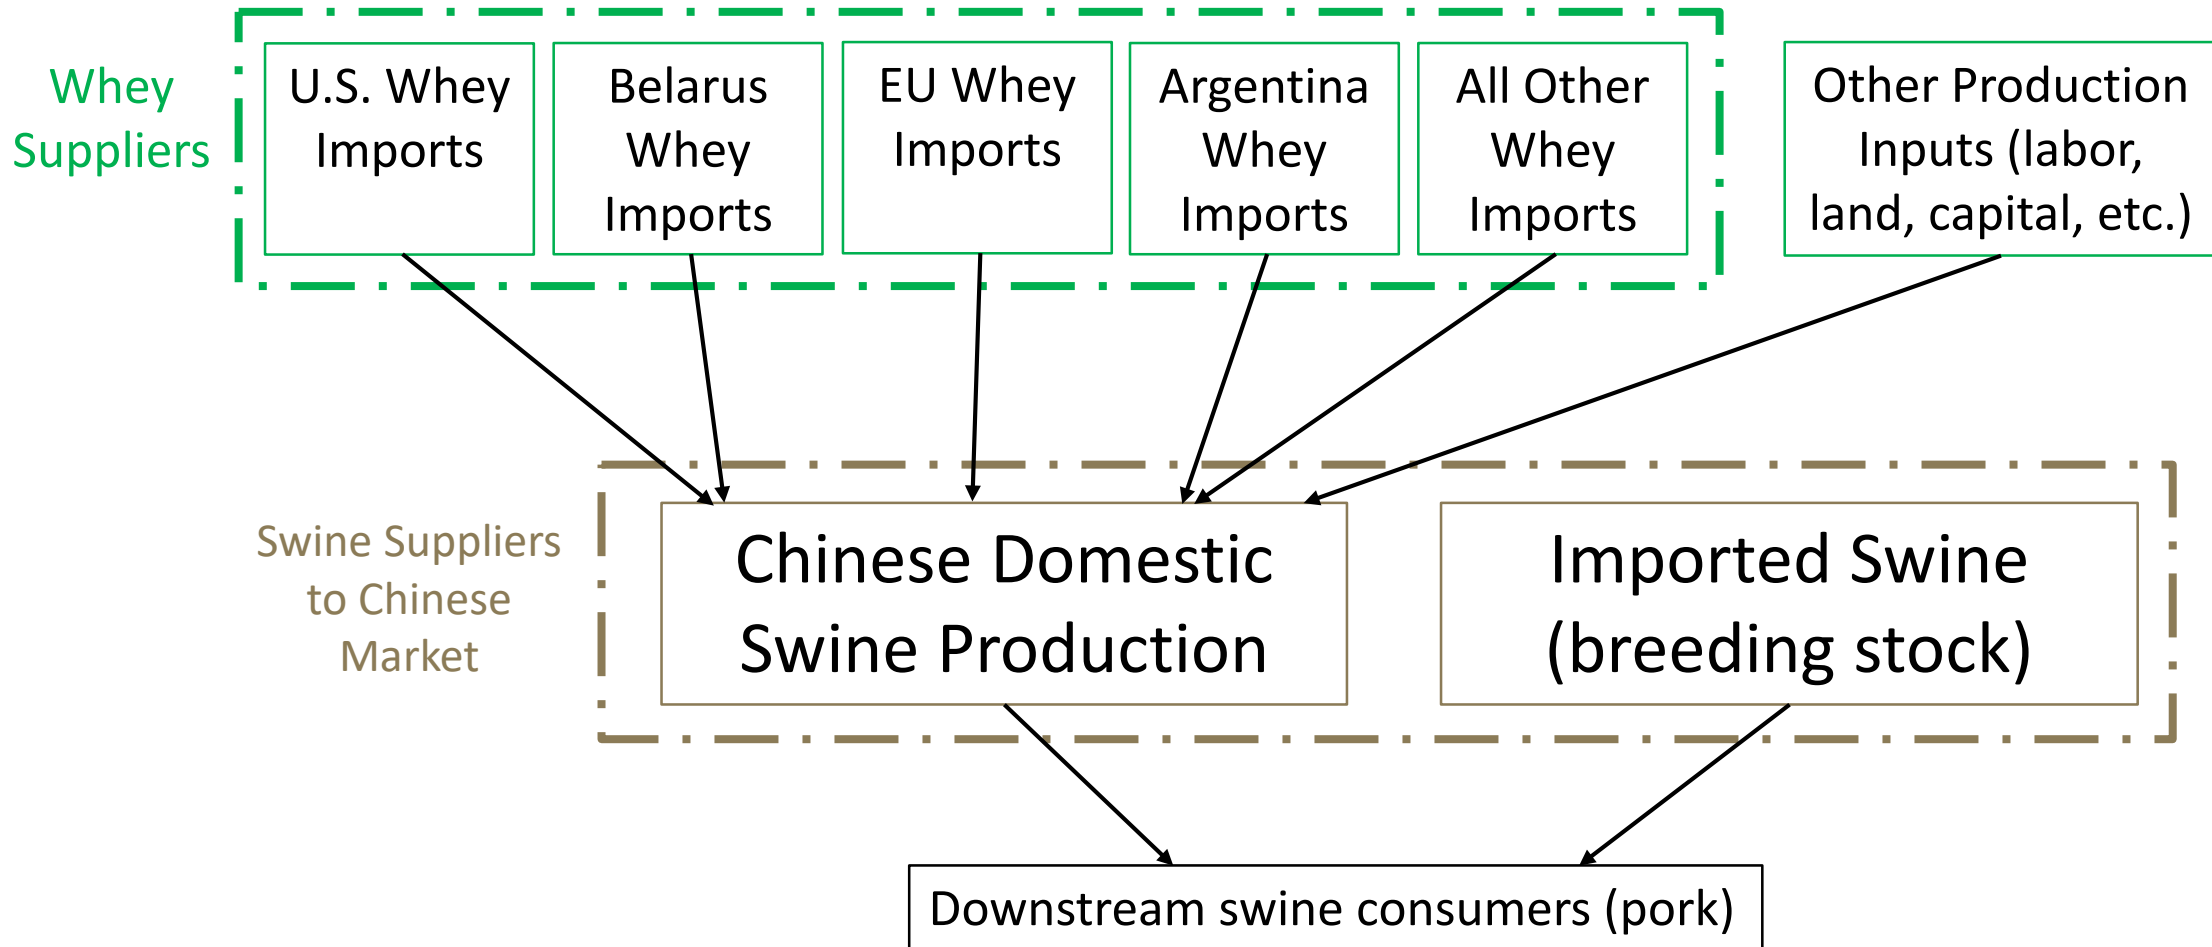 Whey
Suppliers
U.S. Whey
Imports
Belarus
Whey
Imports
EU Whey
Imports
Argentina
Whey
Imports
All Other
Whey
Imports
Other Production
Inputs (labor,
land, capital, etc.)
Swine Suppliers
to Chinese
Market
Chinese Domestic
Swine Production
Imported Swine
(breeding stock)
Downstream swine consumers (pork)